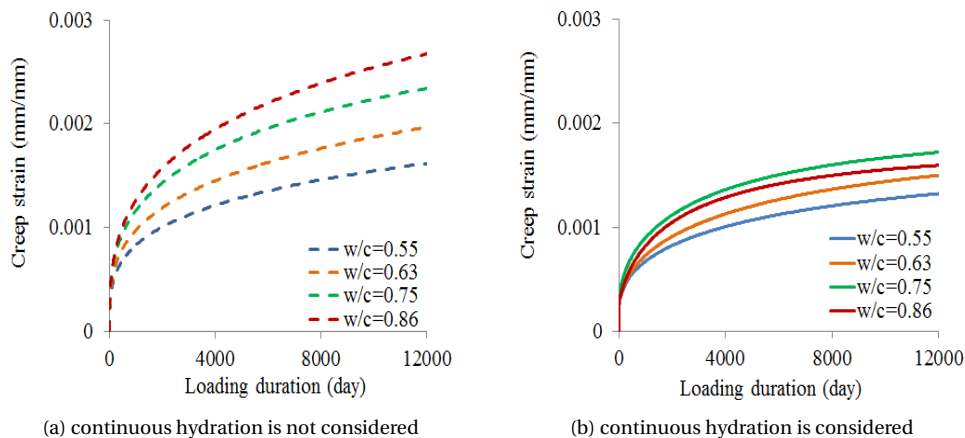 0.003
0.002
0.001
0
Creep strain (mm/mm)
w/c=0.55
w/c=0.63
w/c=0.75
w/c=0.86
0 4000 8000 12000
Loading duration (day)
(a) continuous hydration is not considered
0.003
0.002
0.001
0
Creep strain (mm/mm)
w/c=0.55
w/c=0.63
w/c=0.75
w/c=0.86
0 4000 8000 12000
Loading duration (day)
(b) continuous hydration is considered